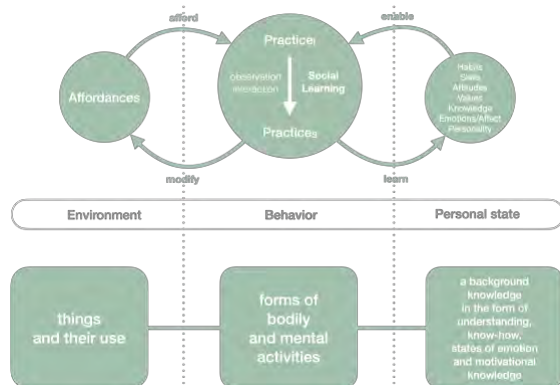 afford
enable
Practice
observation
interaction
Social
Learning
Practices
Affordances
Habits
Skills
Attitudes
Values
Knowledge
Emotions/Affect
Personality
modify
learn
Environment
Behavior
Personal state
things
and their use
forms of
bodily
and mental
activities
a background
knowledge
in the form of
understanding,
know-how,
states of emotion
and motivational
knowledge